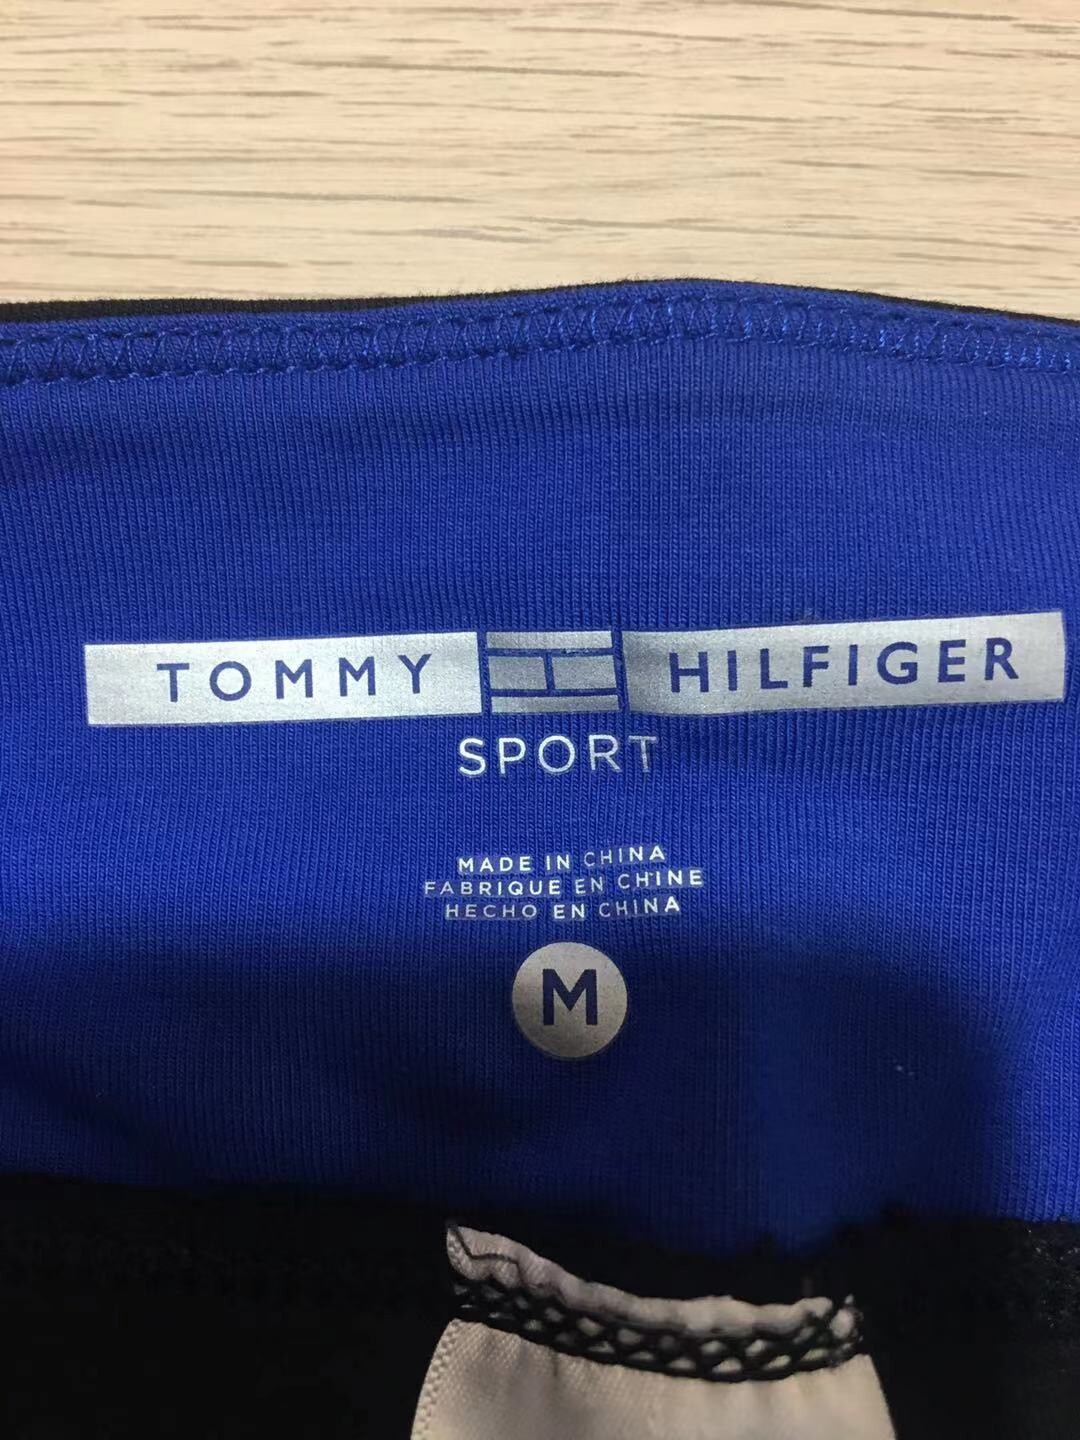 TOMMY HILFIGER
SPORT
MADE IN CHINA
FABRIQUE EN CHINE
HECHO EN CHINA
M